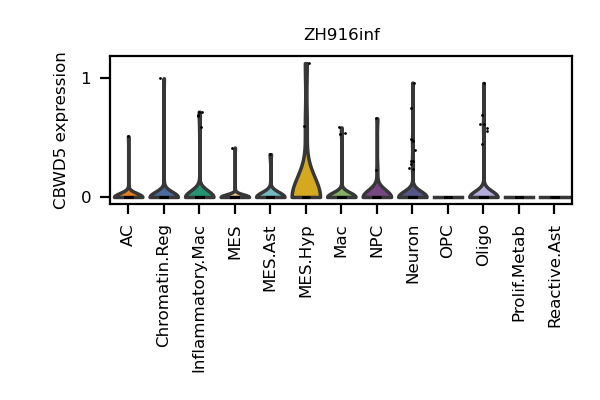 ZH916inf
CBWD5 expression
1
0
AC
Chromatin.Reg
Inflammatory.Mac
MES
MES.Ast
MES.Hyp
Mac
NPC
Neuron
OPC
Oligo
Prolif.Metab
Reactive.Ast